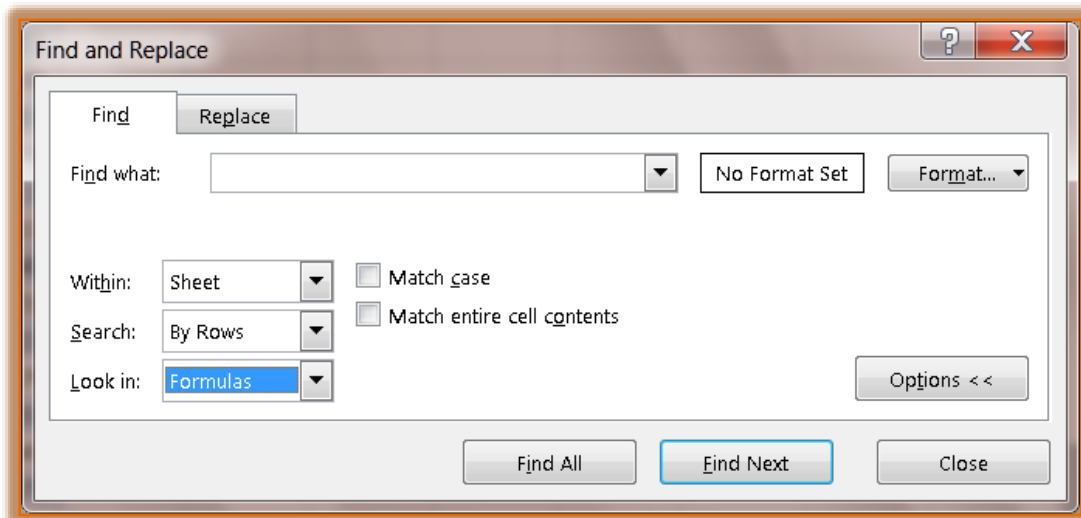 Find and Replace
Find Replace
Find what: No Format Set Format...
Within: Sheet Match case
Match entire cell contents
Search: By Rows
Look in: Formulas
Options <<
Find All Find Next Close